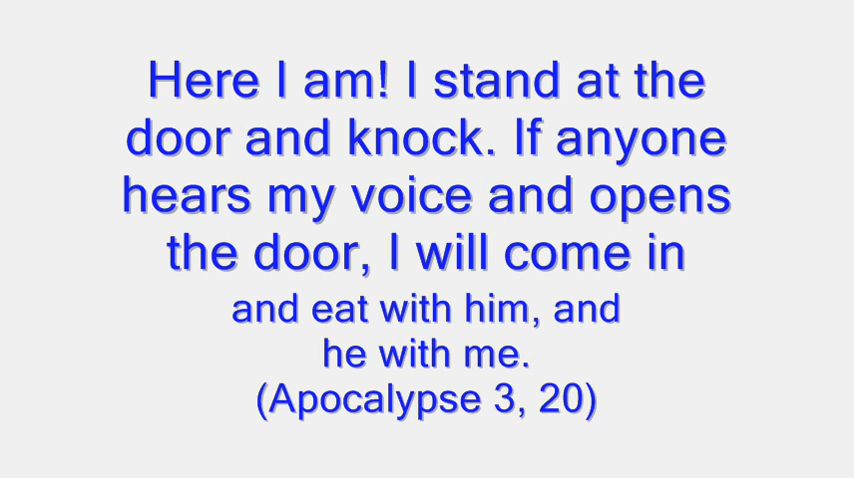 Here I am! I stand at the
door and knock. If anyone
hears my voice and opens
the door, I will come in
and eat with him, and
he with me.
(Apocalypse 3, 20)